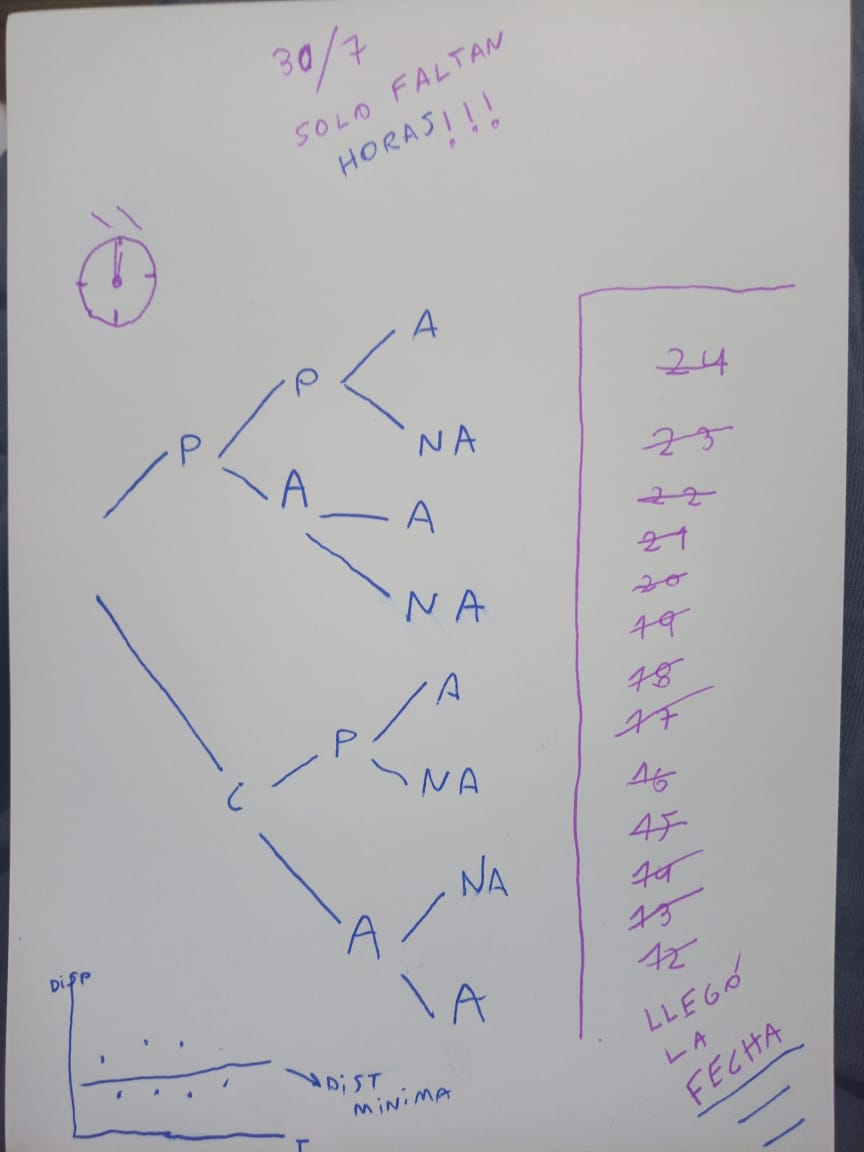 30/7
SOLO FALTAN
HORAS!!!
A
P
NA
P
A
A
NA
A
P
NA
C
NA
A
A
24
23
22
21
20
19
18
17
16
15
14
13
12
LLEGÓ
LA
FECHA
DISP
DIST
MINIMA
T